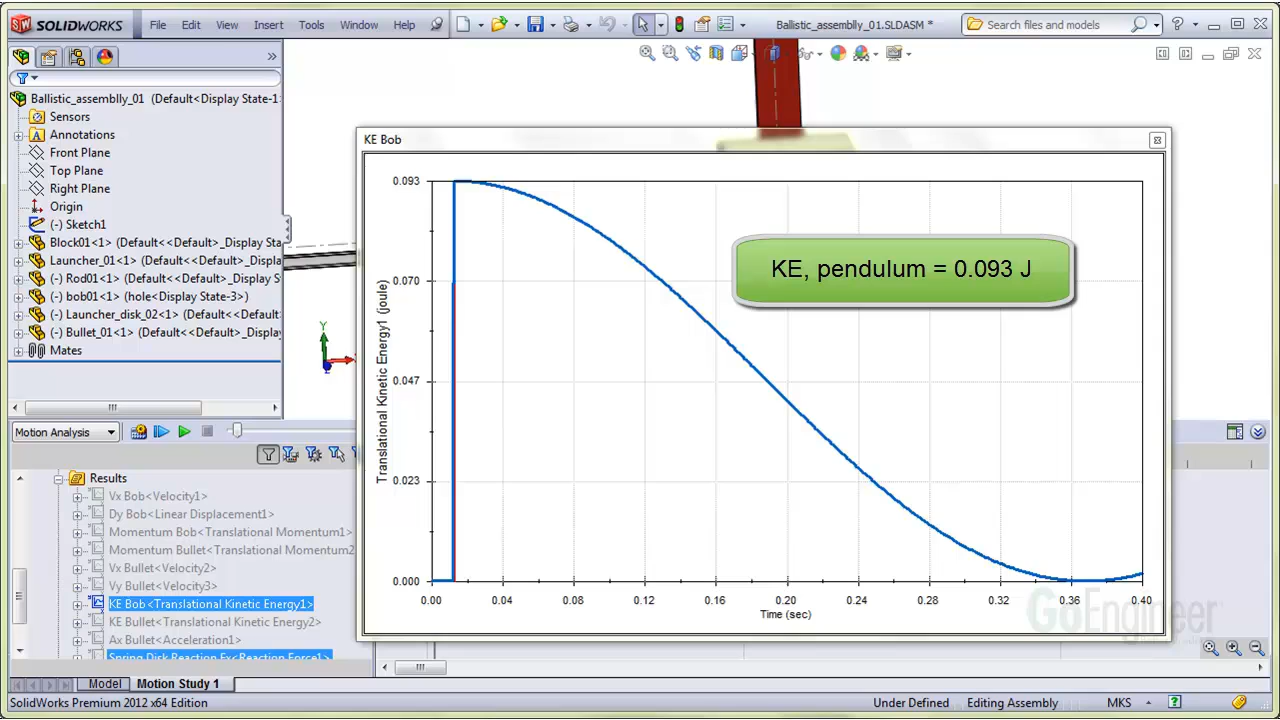 SOLIDWORKS File Edit View Insert Tools Window Help Ballistic_assemblly_01.SLDASM * Search files and models
KE Bob
Ballistic_assemblly_01 (Default<Display State-1
Sensors
Annotations
Front Plane
Top Plane
Right Plane
Origin
(-) Sketch1
Block01<1> (Default<<Default>_Display Sta
Launcher_01<1> (Default<<Default>_Displa
(-) Rod01<1> (Default<<Default>_Display S
(-) bob01<1> (hole<Display State-3>)
(-) Launcher_disk_02<1> (Default<<Default
(-) Bullet_01<1> (Default<<Default>_Displa
Mates
Y
0.093
0.070
0.047
0.023
0.000
Translational Kinetic Energy1 (joule)
KE, pendulum = 0.093 J
0.00 0.04 0.08 0.12 0.16 0.20 0.24 0.28 0.32 0.36 0.40
Time (sec)
GoEngineer
Motion Analysis
Results
Vx Bob<Velocity1>
Dy Bob<Linear Displacement1>
Momentum Bob<Translational Momentum1>
Momentum Bullet<Translational Momentum2
Vx Bullet<Velocity2>
Vy Bullet<Velocity3>
KE Bob<Translational Kinetic Energy1>
KE Bullet<Translational Kinetic Energy2>
Ax Bullet<Acceleration1>
Spring Disk Reaction Fx<Reaction Force1>
Model Motion Study 1
SolidWorks Premium 2012 x64 Edition Under Defined Editing Assembly MKS